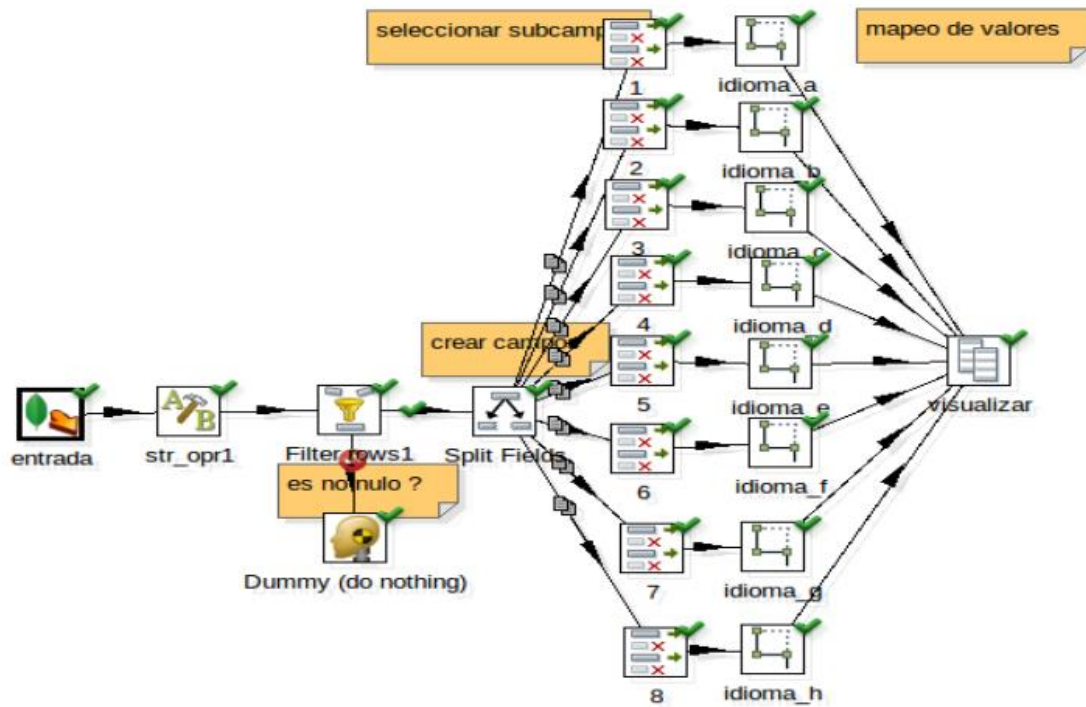 seleccionar subcamp
mapeo de valores
1
idioma_a
2
idioma_b
3
idioma_c
4
idioma_d
crear campo
5
idioma_e
visualizar
entrada
str_opr1
Filter rows1
Split Fields
6
idioma_f
es no nulo ?
Dummy (do nothing)
7
idioma_g
8
idioma_h